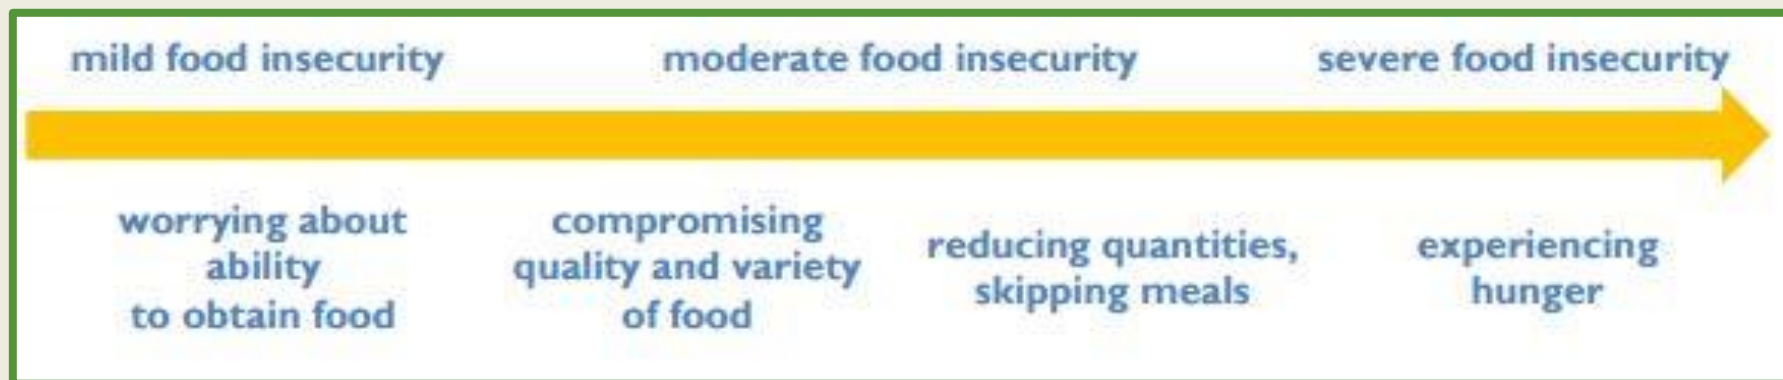 mild food insecurity
moderate food insecurity
severe food insecurity
worrying about
ability
to obtain food
compromising
quality and variety
of food
reducing quantities,
skipping meals
experiencing
hunger